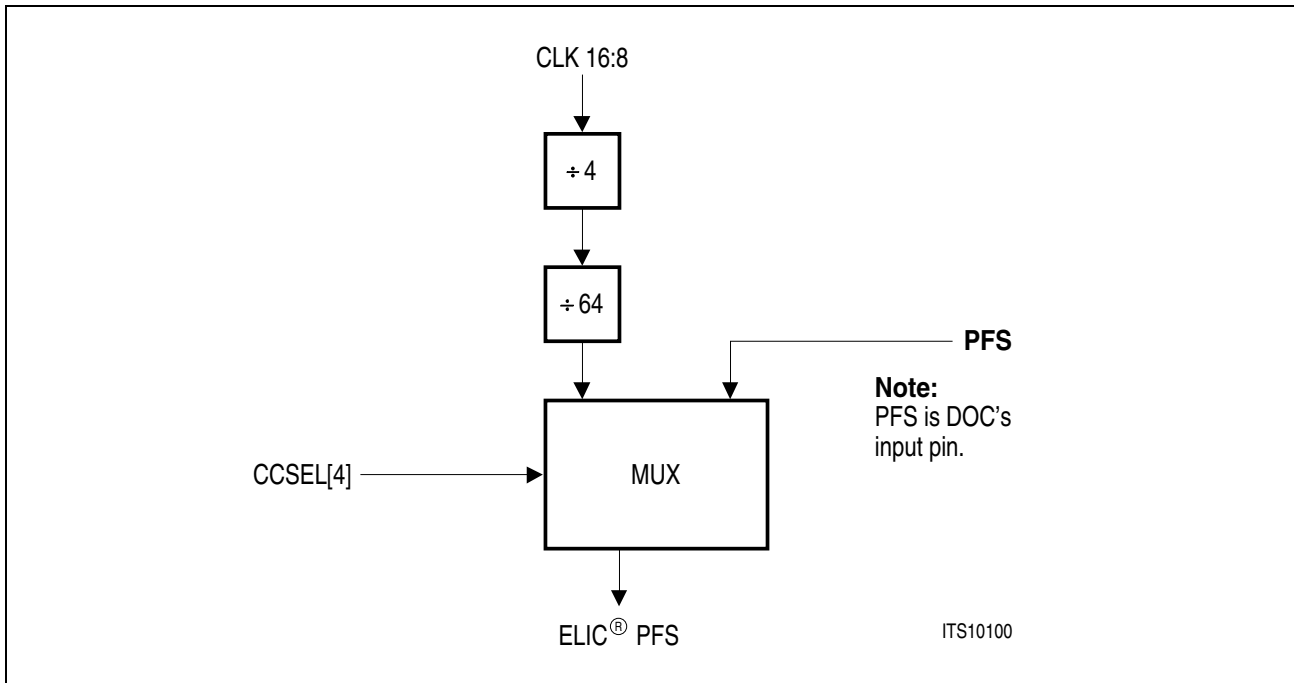 CLK 16:8
÷ 4
÷ 64
PFS
Note:
PFS is DOC's
input pin.
CCSEL[4]
MUX
ELIC® PFS
ITS10100